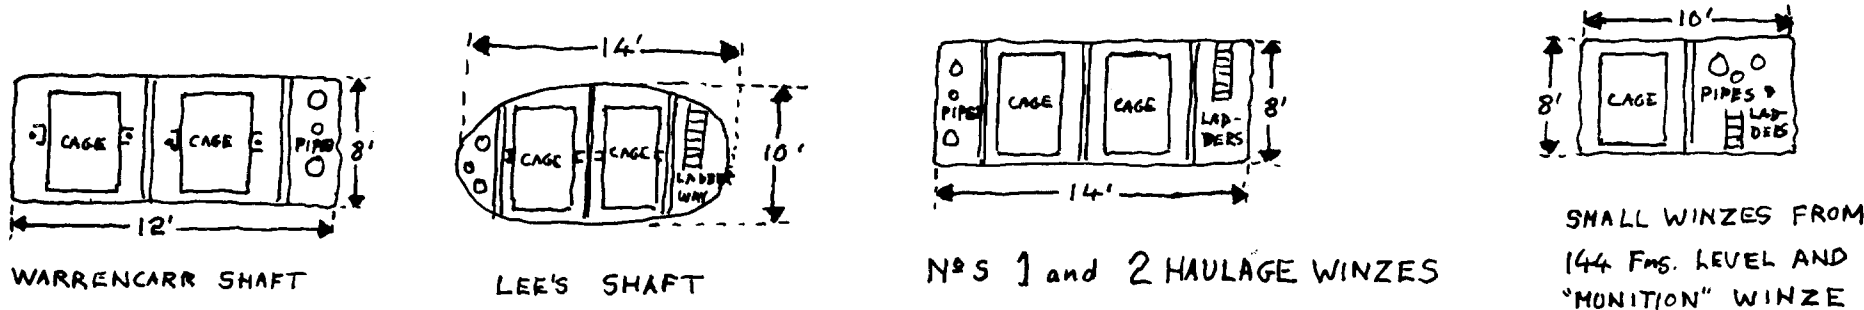 CAGE
CAGE
PIPES
8'
12'
WARRENCARR SHAFT
14'
CAGE
CAGE
LADDER
WAY
10'
LEE'S SHAFT
PIPES
CAGE
CAGE
LAD-
DERS
8'
14'
Nos 1 and 2 HAULAGE WINZES
10'
8'
CAGE
PIPES &
LAD-
DERS
SMALL WINZES FROM
144 Fms. LEVEL AND
"MUNITION" WINZE